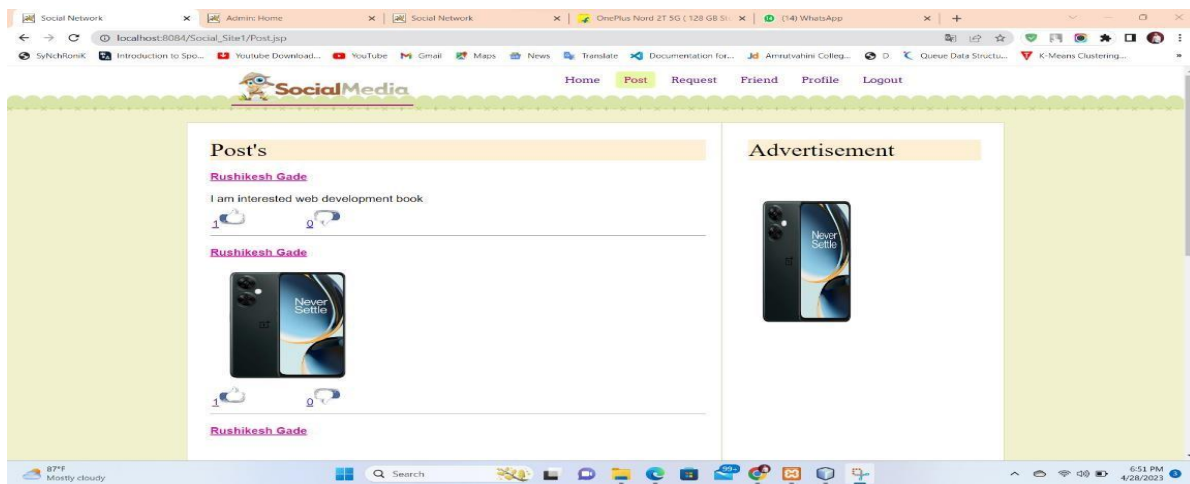 Social Network
Admin: Home
Social Network
OnePlus Nord 2T 5G ( 128 GB St
(14) WhatsApp
localhost:8084/Social_Site1/Post.jsp
SyNchRoniK
Introduction to Spo...
Youtube Download...
YouTube
Gmail
Maps
News
Translate
Documentation for...
Amrutvahini Colleg...
D
Queue Data Structu...
K-Means Clustering...
»
SocialMedia
Home Post Request Friend Profile Logout
Post's
Rushikesh Gade
I am interested web development book
1 0
Rushikesh Gade
Never
Settle
1 0
Rushikesh Gade
Advertisement
Never
Settle
87°F
Mostly cloudy
Search
99+
6:51 PM
4/28/2023
3